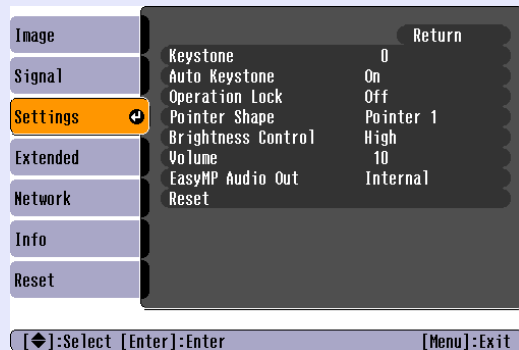 Image
Signal
Settings
Extended
Network
Info
Reset
Return
Keystone 0
Auto Keystone On
Operation Lock Off
Pointer Shape Pointer 1
Brightness Control High
Volume 10
EasyMP Audio Out Internal
Reset
[◆]:Select [Enter]:Enter [Menu]:Exit